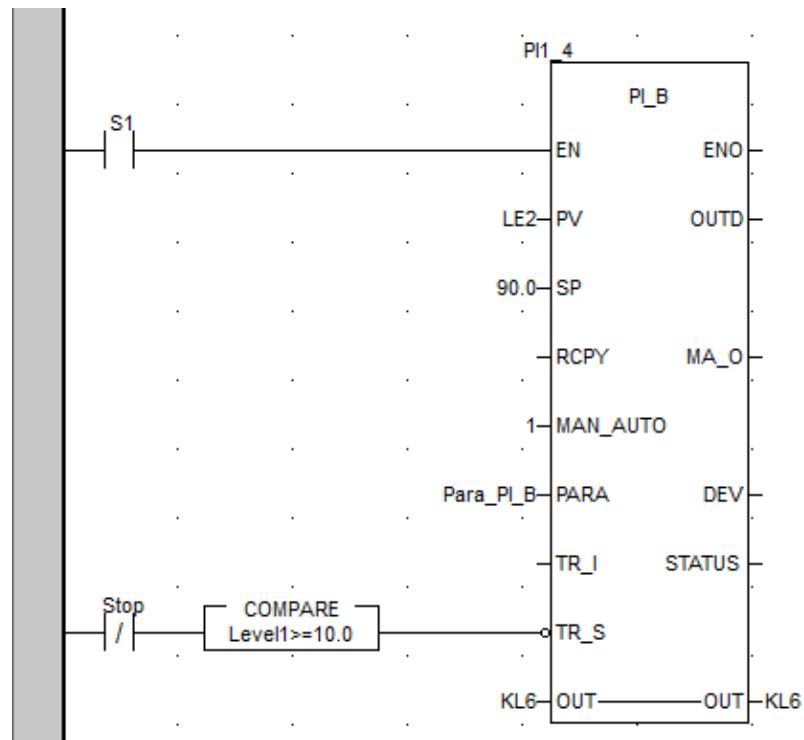 PI1_4
PI_B
S1
EN ENO
LE2 PV OUTD
90.0 SP
RCPY MA_O
1 MAN_AUTO
Para_PI_B PARA DEV
TR_I STATUS
Stop
/
COMPARE
Level1>=10.0
TR_S
KL6 OUT OUT KL6